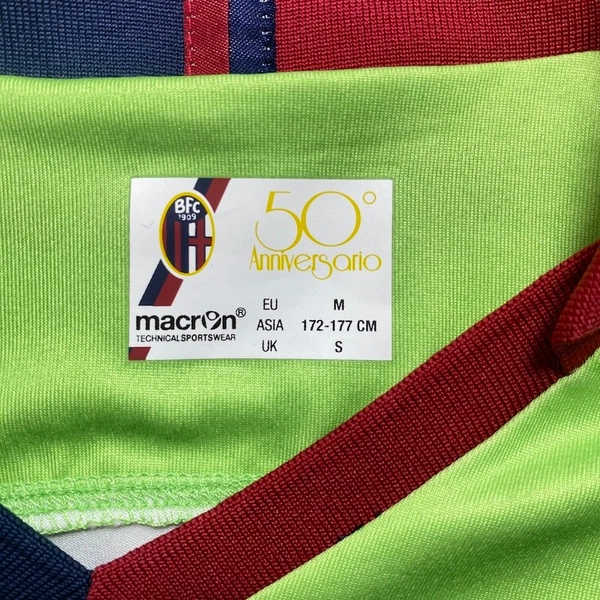 BFC
1909
50°
Anniversario
macron®
TECHNICALSPORTSWEAR
EU M
ASIA 172-177 CM
UK S